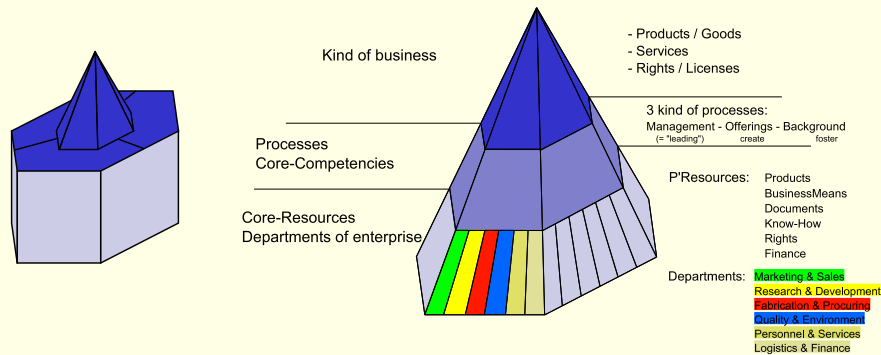 Kind of business
- Products / Goods
- Services
- Rights / Licenses
Processes
Core-Competencies
3 kind of processes:
Management - Offerings - Background
(= "leading") create foster
Core-Resources
Departments of enterprise
P'Resources: Products
BusinessMeans
Documents
Know-How
Rights
Finance
Departments: Marketing & Sales
Research & Development
Fabrication & Procuring
Quality & Environment
Personnel & Services
Logistics & Finance